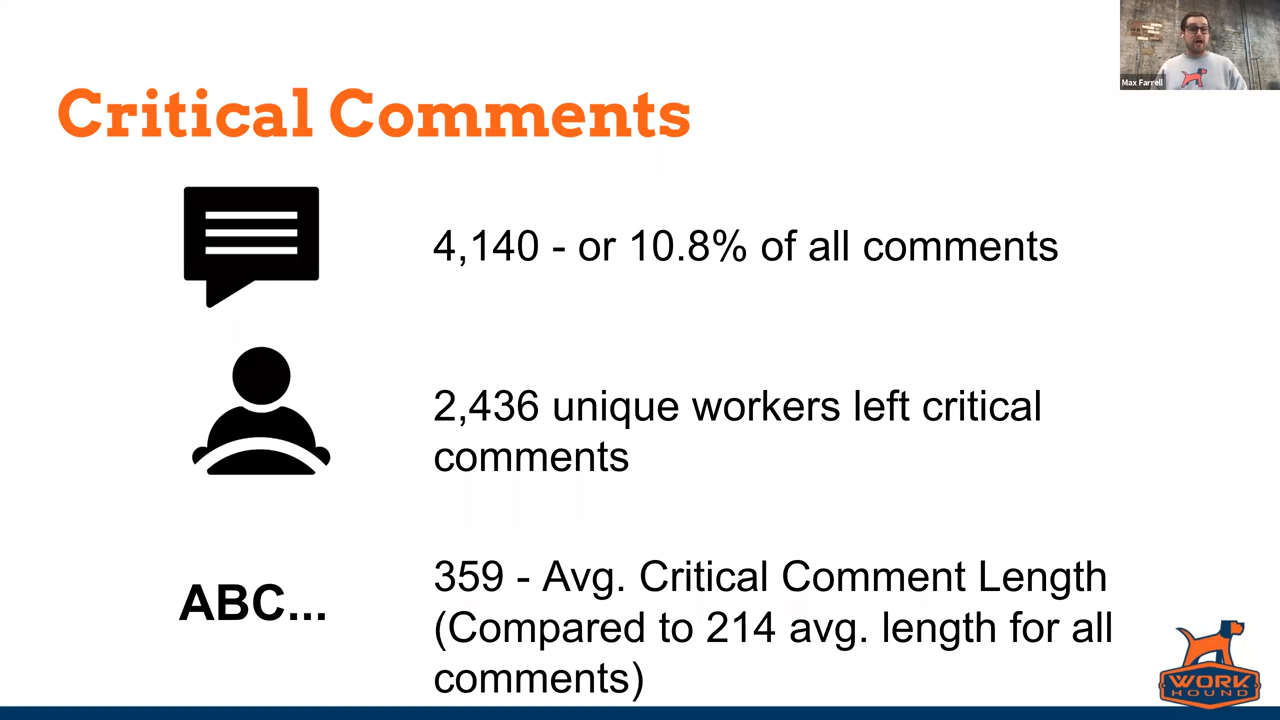 Max Farrell
Critical Comments
4,140 - or 10.8% of all comments
2,436 unique workers left critical
comments
ABC...
359 - Avg. Critical Comment Length
(Compared to 214 avg. length for all
comments)
WORK
HOUND